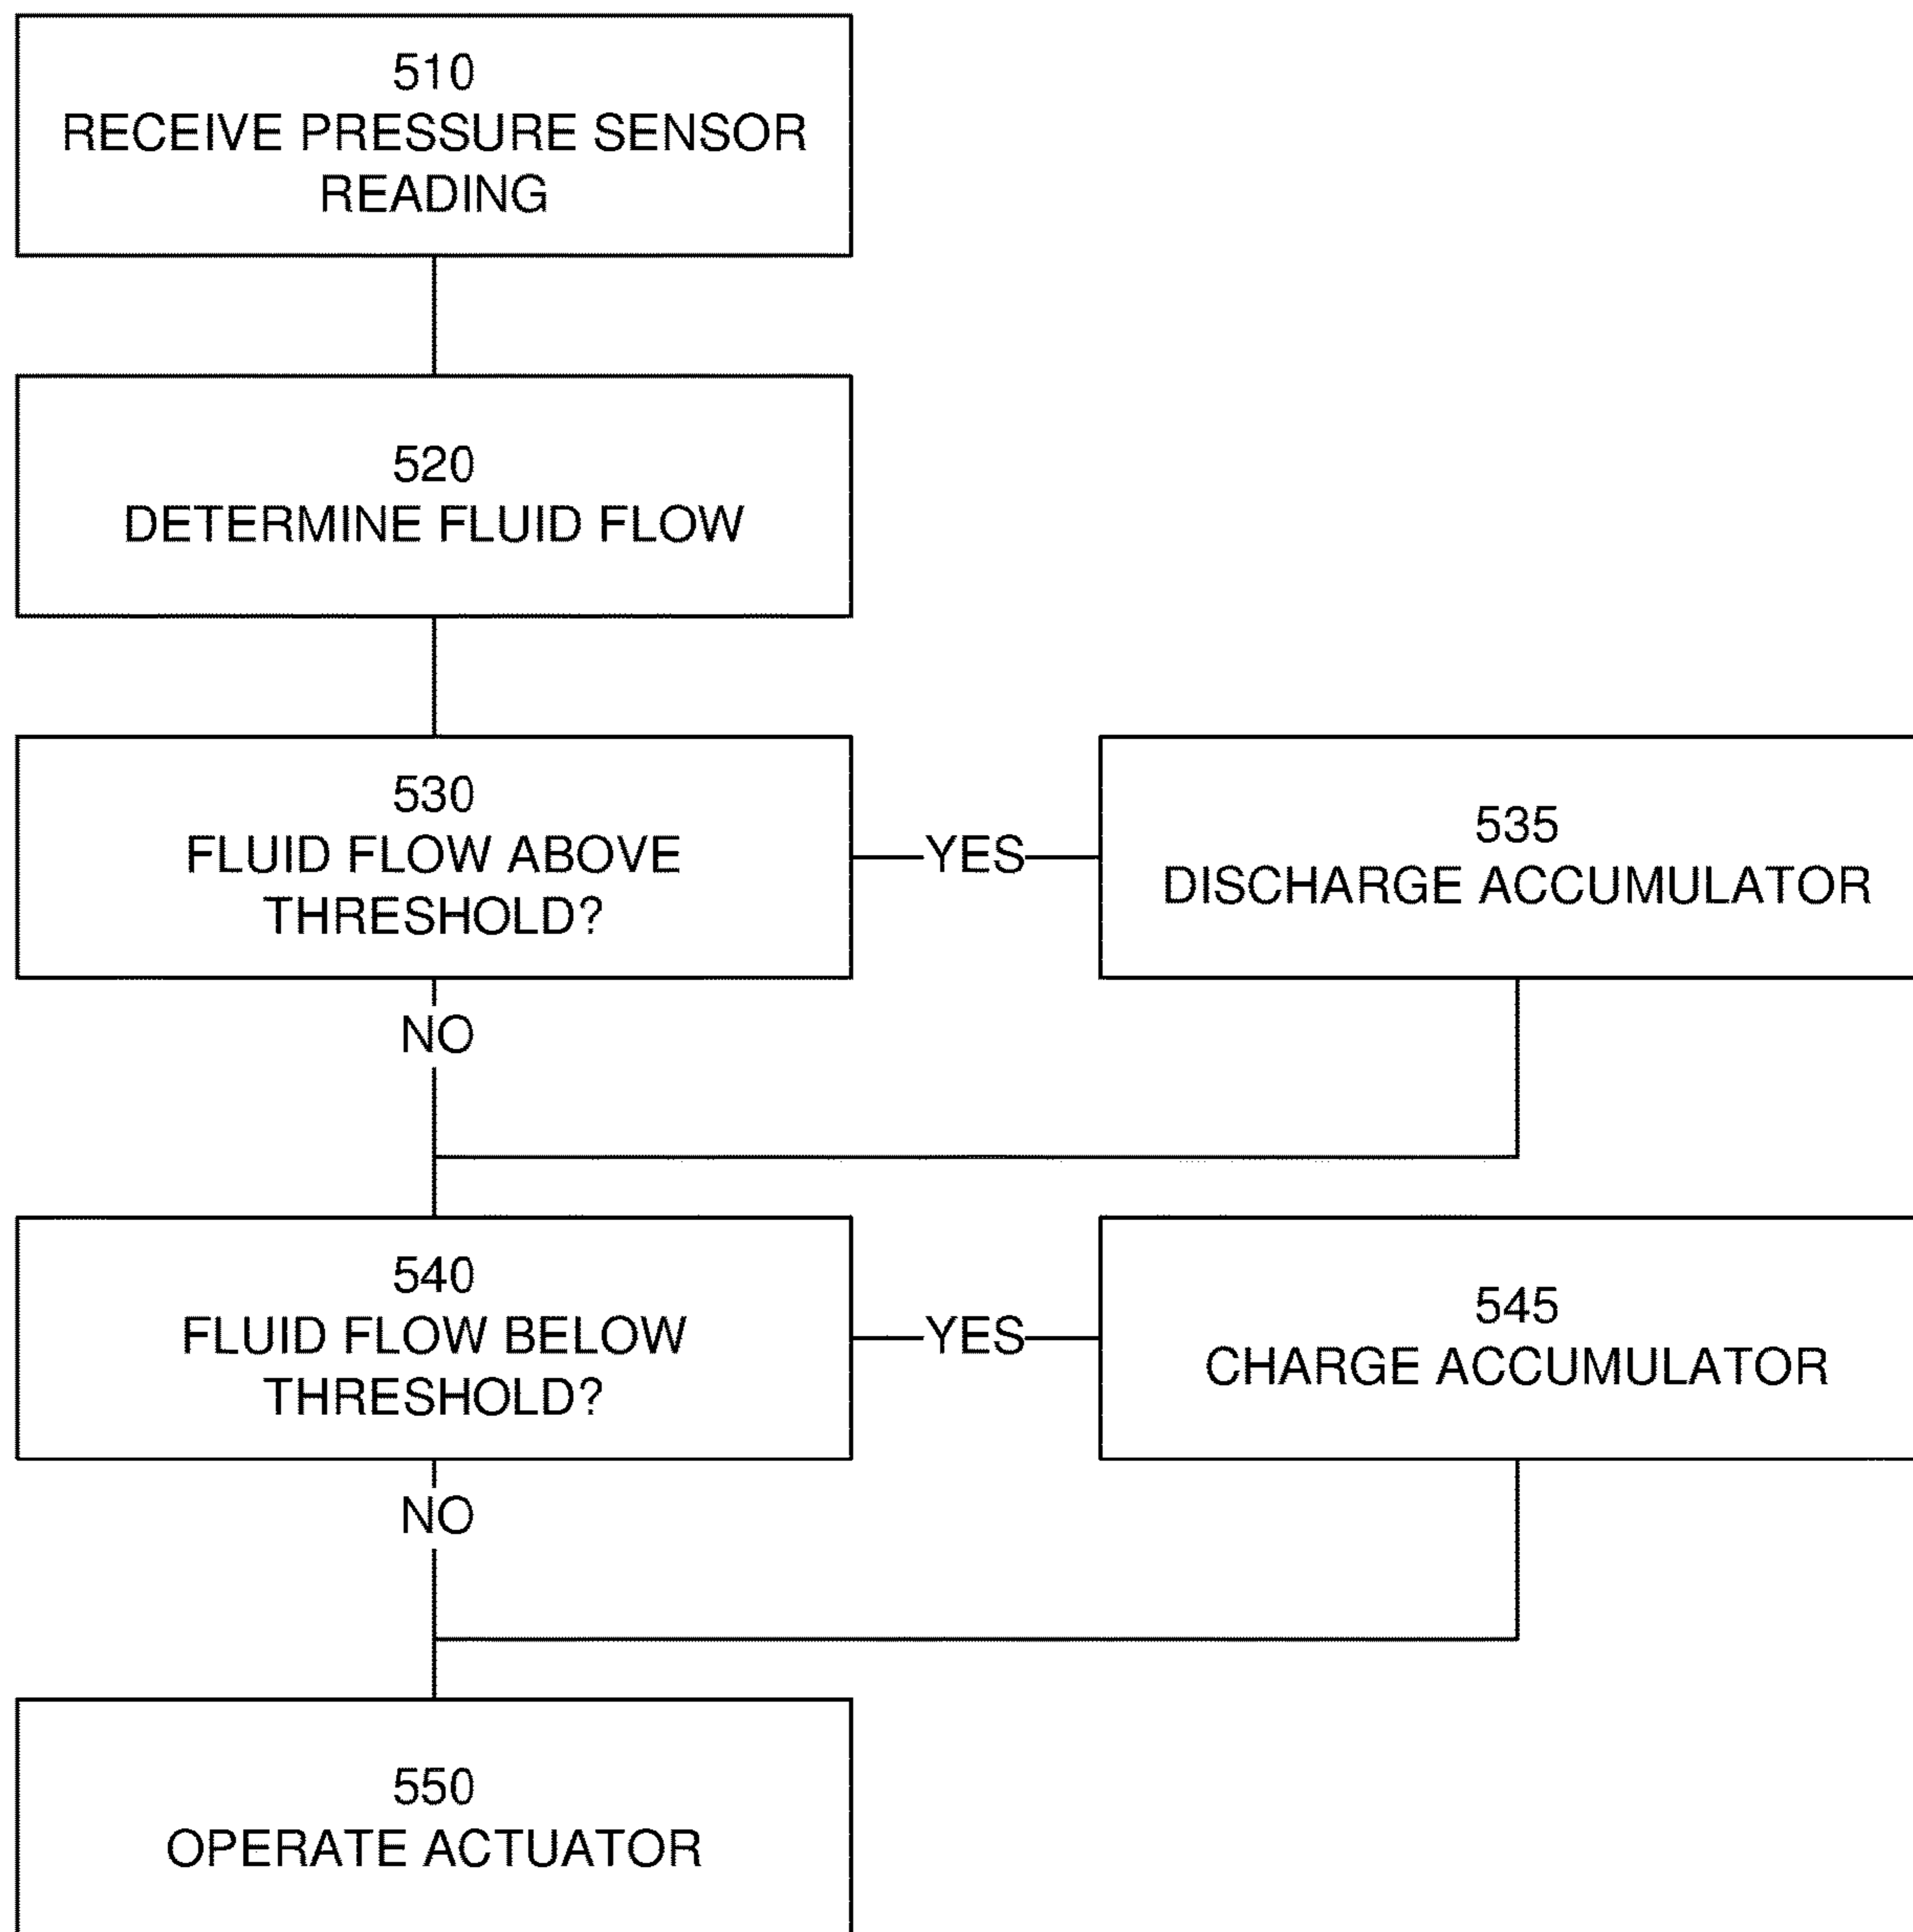 510
RECEIVE PRESSURE SENSOR
READING
520
DETERMINE FLUID FLOW
530
FLUID FLOW ABOVE
THRESHOLD?
YES
535
DISCHARGE ACCUMULATOR
NO
540
FLUID FLOW BELOW
THRESHOLD?
YES
545
CHARGE ACCUMULATOR
NO
550
OPERATE ACTUATOR